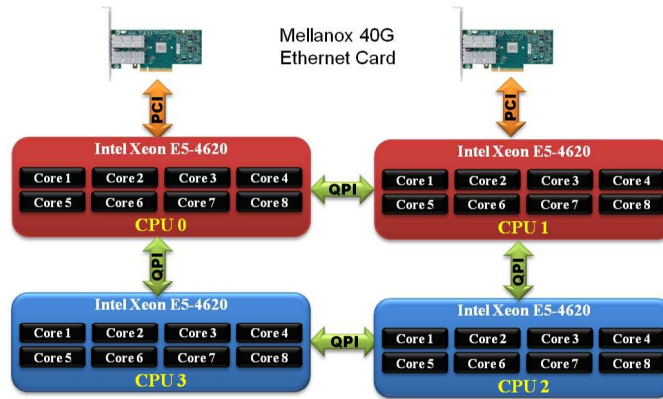 Mellanox 40G
Ethernet Card
PCI
PCI
Intel Xeon E5-4620
Core 1 Core 2 Core 3 Core 4
Core 5 Core 6 Core 7 Core 8
CPU 0
QPI
Intel Xeon E5-4620
Core 1 Core 2 Core 3 Core 4
Core 5 Core 6 Core 7 Core 8
CPU 1
QPI
QPI
Intel Xeon E5-4620
Core 1 Core 2 Core 3 Core 4
Core 5 Core 6 Core 7 Core 8
CPU 3
QPI
Intel Xeon E5-4620
Core 1 Core 2 Core 3 Core 4
Core 5 Core 6 Core 7 Core 8
CPU 2